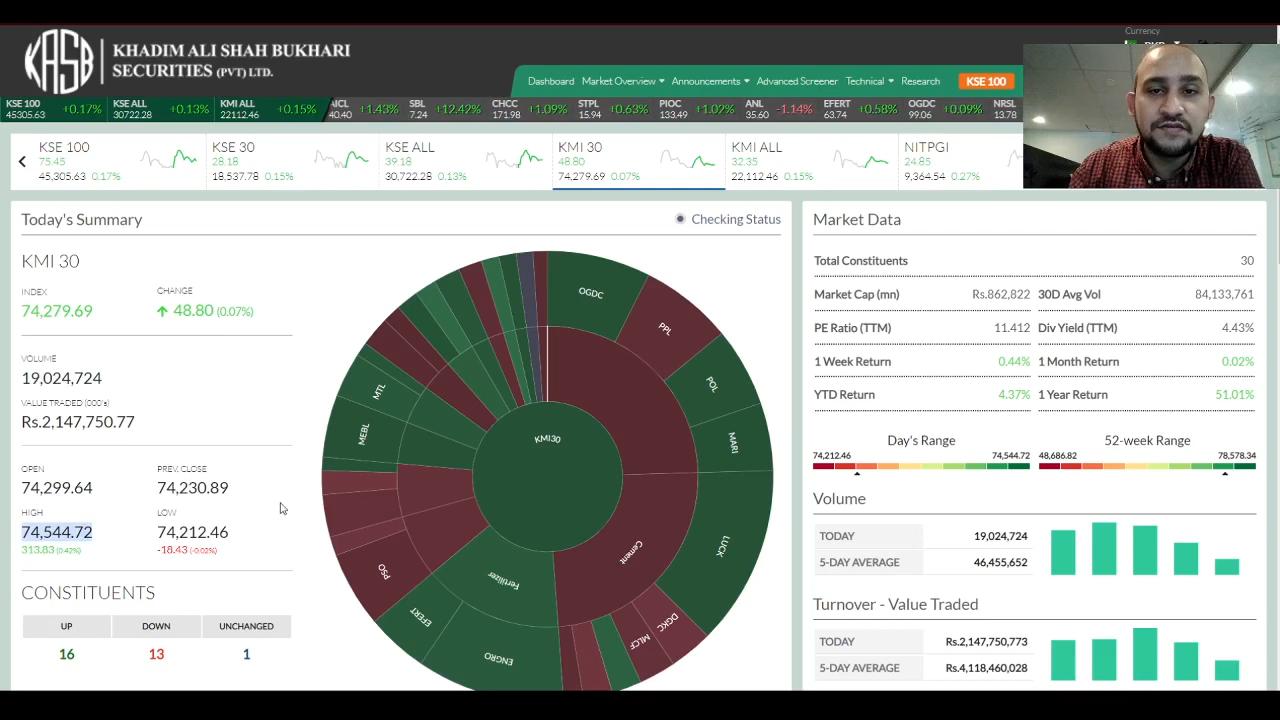 Currency
KASB
KHADIM ALI SHAH BUKHARI
SECURITIES (PVT) LTD.
Dashboard Market Overview Announcements Advanced Screener Technical Research KSE 100
KSE 100 +0.17% KSE ALL +0.13% KMI ALL +0.15% AICL +1.43% SBL +12.42% CHCC +1.09% STPL +0.63% PIOC +1.02% ANL -1.14% EFERT +0.58% OGDC +0.09% NRSL
45305.63 30722.28 22112.46 40.40 7.24 171.98 15.94 133.49 35.60 63.74 99.06 13.78
KSE 100 KSE 30 KSE ALL KMI 30 KMI ALL NITPGI
75.45 28.18 39.18 48.80 32.35 24.85
45,305.63 0.17% 18,537.78 0.15% 30,722.28 0.13% 74,279.69 0.07% 22,112.46 0.15% 9,364.54 0.27%
Today's Summary
Checking Status
KMI 30
INDEX CHANGE
74,279.69 48.80 (0.07%)
VOLUME
19,024,724
VALUE TRADED (000's)
Rs.2,147,750.77
OPEN PREV. CLOSE
74,299.64 74,230.89
HIGH LOW
74,544.72 74,212.46
313.83 (0.42%) -18.43 (-0.02%)
CONSTITUENTS
UP DOWN UNCHANGED
16 13 1
OGDC
PPL
POL
MARI
LUCK
DGKC
MLCF
ENGRO
EFERT
PSO
MEBL
MTL
KMI30
Cement
Fertilizer
Market Data
Total Constituents 30
Market Cap (mn) Rs.862,822 30D Avg Vol 84,133,761
PE Ratio (TTM) 11.412 Div Yield (TTM) 4.43%
1 Week Return 0.44% 1 Month Return 0.02%
YTD Return 4.37% 1 Year Return 51.01%
Day's Range 52-week Range
74,212.46 74,544.72 48,686.82 78,578.34
Volume
TODAY 19,024,724
5-DAY AVERAGE 46,455,652
Turnover - Value Traded
TODAY Rs.2,147,750,773
5-DAY AVERAGE Rs.4,118,460,028